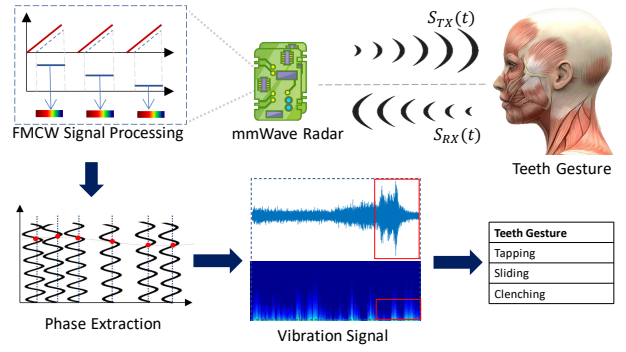 S_TX(t)
FMCW Signal Processing
mmWave Radar
S_RX(t)
Teeth Gesture
Phase Extraction
Vibration Signal
Teeth Gesture
Tapping
Sliding
Clenching